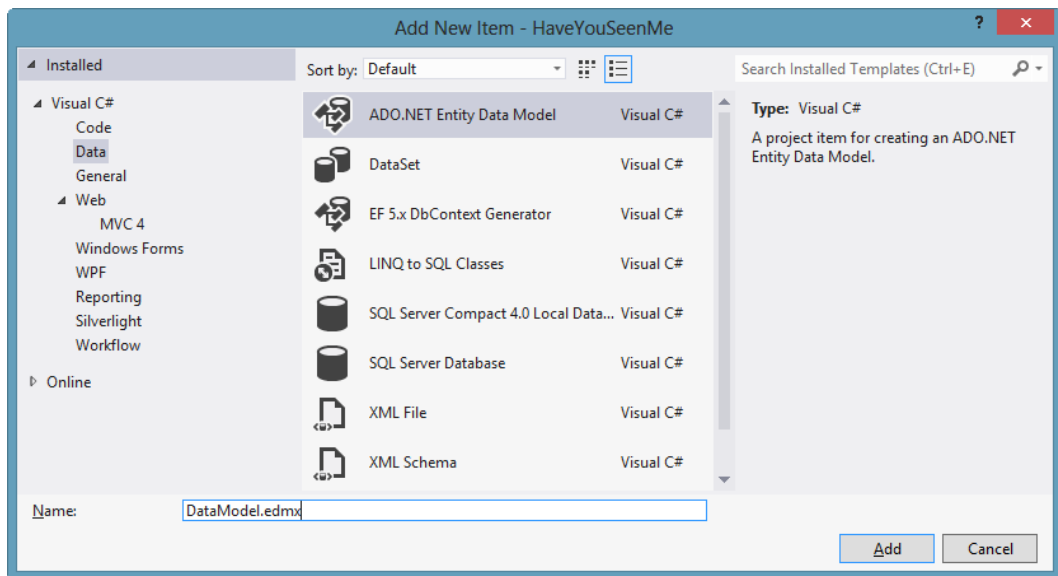 Add New Item - HaveYouSeenMe
?
Installed
Visual C#
Code
Data
General
Web
MVC 4
Windows Forms
WPF
Reporting
Silverlight
Workflow
Online
Sort by: Default
ADO.NET Entity Data Model Visual C#
DataSet Visual C#
EF 5.x DbContext Generator Visual C#
LINQ to SQL Classes Visual C#
SQL Server Compact 4.0 Local Data... Visual C#
SQL Server Database Visual C#
XML File Visual C#
XML Schema Visual C#
Search Installed Templates (Ctrl+E)
Type: Visual C#
A project item for creating an ADO.NET
Entity Data Model.
Name: DataModel.edmx
Add Cancel